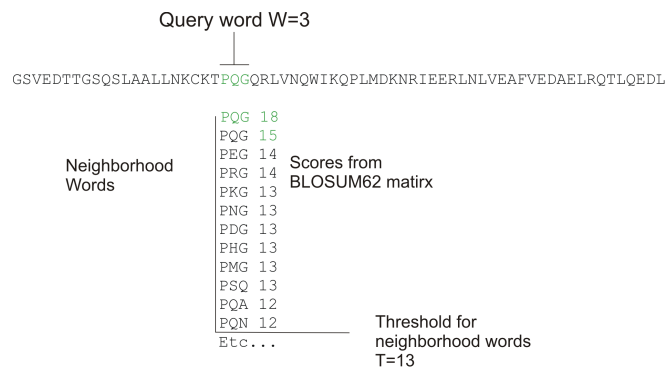 Query word W=3
GSVEDTTGSQSLAALLNKCKTPQGQRLVNQWIKQPLMDKNRIEERLNLVEAFVEDAELRQTLQEDL
PQG 18
PQG 15
PEG 14
PRG 14
PKG 13
PNG 13
PDG 13
PHG 13
PMG 13
PSQ 13
PQA 12
PQN 12
Etc...
Neighborhood
Words
Scores from
BLOSUM62 matirx
Threshold for
neighborhood words
T=13